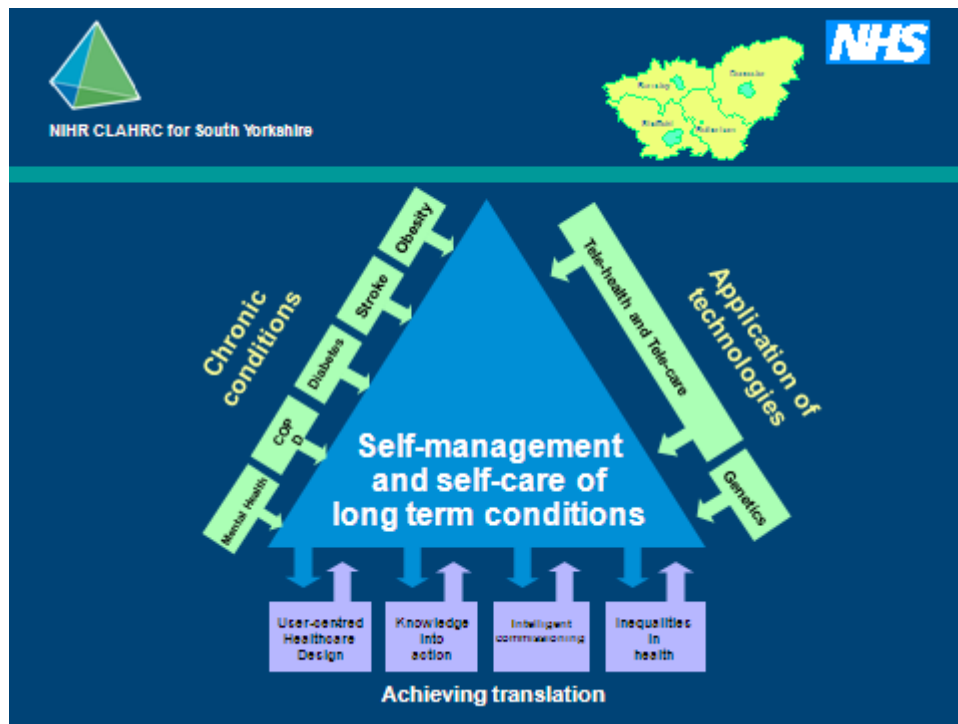 NHS
NIHR CLAHRC for South Yorkshire
Barnsley
Doncaster
Sheffield
Rotherham
Chronic
conditions
Obesity
Stroke
Diabetes
COP
D
Mental Health
Application of
technologies
Tele-health and Tele-care
Genetics
Self-management
and self-care of
long term conditions
User-centred
Healthcare
Design
Knowledge
into
action
Intelligent
commissioning
Inequalities
in
health
Achieving translation